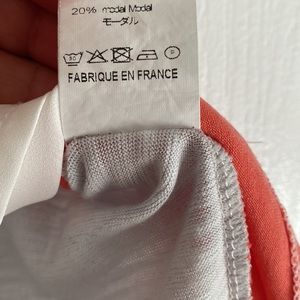 20% modal Modal
モーダル
FABRIQUE EN FRANCE